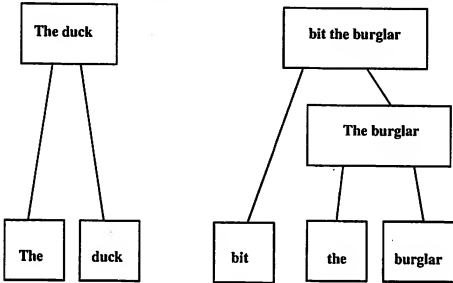 The duck
bit the burglar
The burglar
The
duck
bit
the
burglar